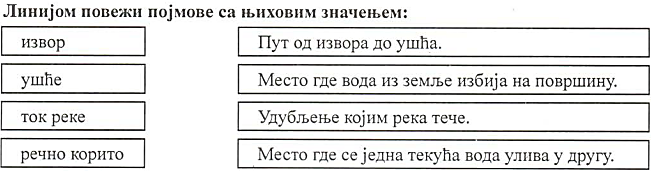 Линијом повежи појмове са њиховим значењем:
извор Пут од извора до ушћа.
ушће Место где вода из земље избија на површину.
ток реке Удубљење којим река тече.
речно корито Место где се једна текућа вода улива у другу.